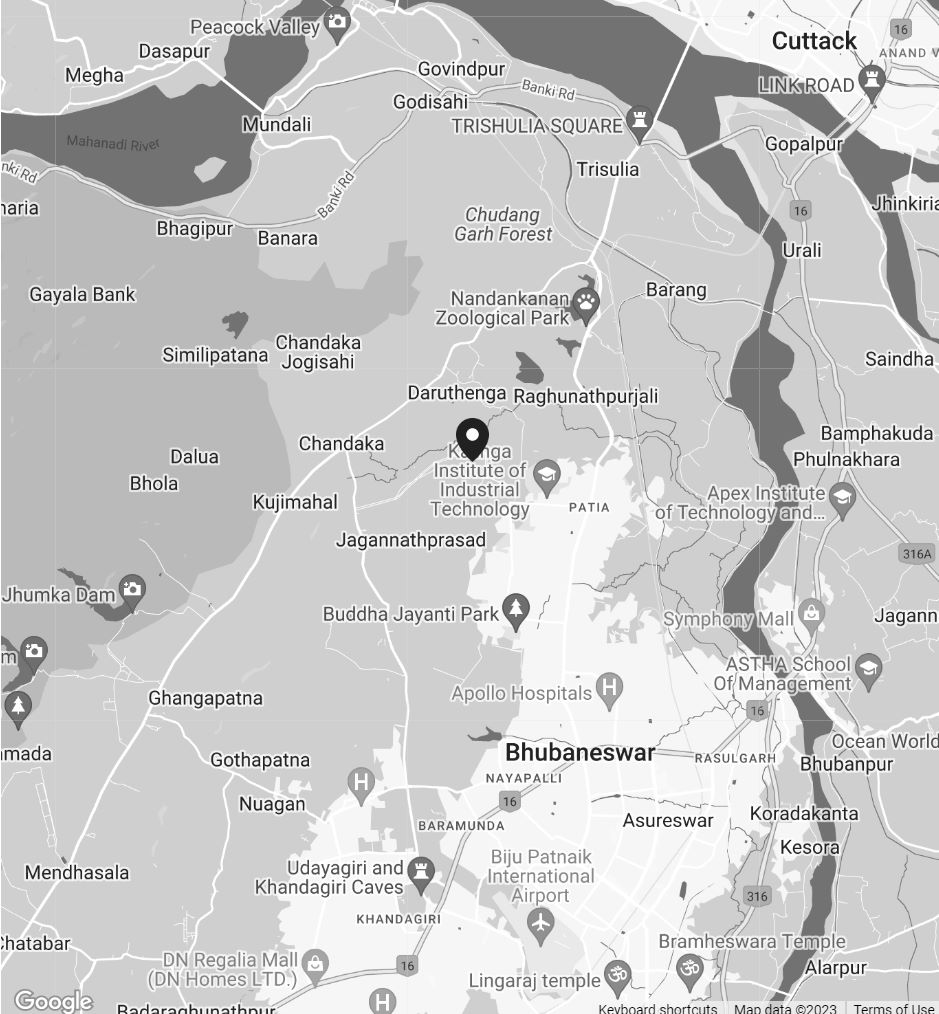 Peacock Valley
Cuttack
16
Dasapur
ANAND V
Megha
Govindpur
LINK ROAD
Banki Rd
Godisahi
Mundali
TRISHULIA SQUARE
Mahanadi River
Gopalpur
Trisulia
nki Rd
Banki Rd
naria
Jhinkiria
16
Bhagipur
Chudang
Garh Forest
Banara
Urali
Gayala Bank
Barang
Nandankanan
Zoological Park
Chandaka
Jogisahi
Similipatana
Saindha
Daruthenga
Raghunathpurjali
Chandaka
Bamphakuda
Dalua
Institute of
Industrial
Technology
Phulnakhara
Bhola
Kujimahal
PATIA
Apex Institute
of Technology and...
Jagannathprasad
316A
Jhumka Dam
Buddha Jayanti Park
Symphony Mall
Jagann
m
ASTHA School
Of Management
Apollo Hospitals
Ghangapatna
16
amada
Bhubaneswar
Ocean World
Gothapatna
RASULGARH
Bhubanpur
NAYAPALLI
Nuagan
16
BARAMUNDA
Asureswar
Koradakanta
Kesora
Mendhasala
Udayagiri and
Khandagiri Caves
Biju Patnaik
International
Airport
316
KHANDAGIRI
Chatabar
Bramheswara Temple
DN Regalia Mall
(DN Homes LTD.)
16
Alarpur
Lingaraj temple
Google
Badaraghunathpur
Keyboard shortcuts
Map data ©2023
Terms of Use